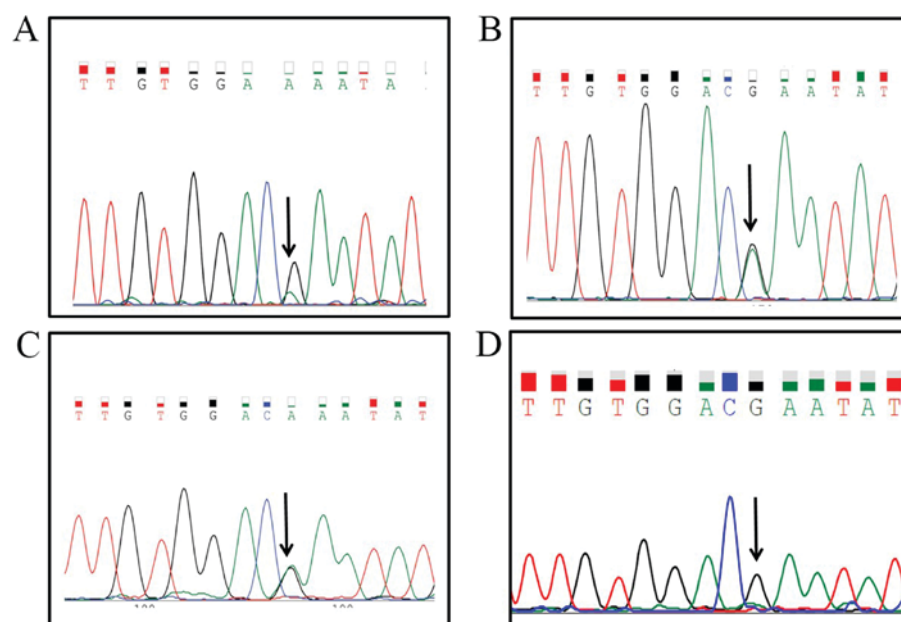 A
T T G T G G A A A A T A
B
T T G T G G A C G A A T A T
C
T T G T G G A C A A A T A T
D
T T G T G G A C G A A T A T